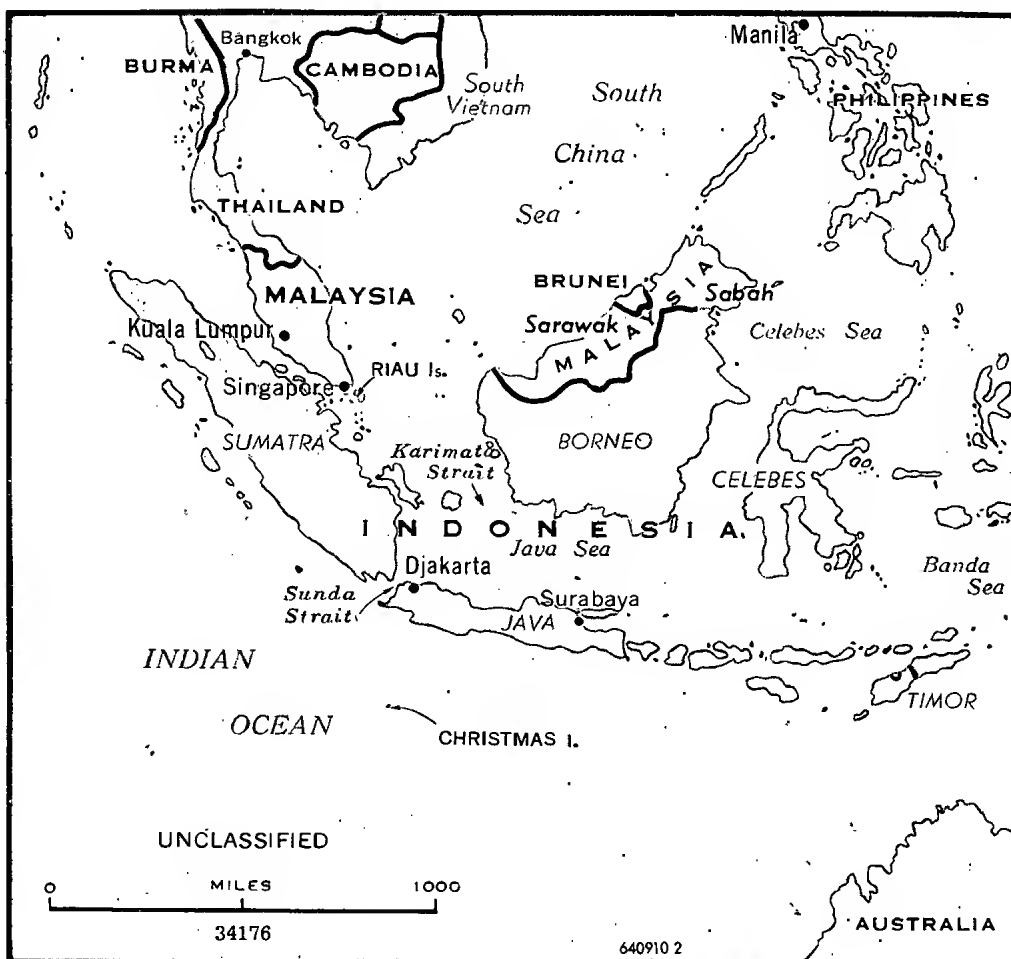 Bangkok
Manila
BURMA
CAMBODIA
South
Vietnam
South
China
Sea
PHILIPPINES
THAILAND
MALAYSIA
BRUNEI
Sabah
Sarawak
MALAYSIA
Celebes Sea
Kuala Lumpur
RIAU Is.
Singapore
SUMATRA
BORNEO
Karimata
Strait
CELEBES
INDONESIA
Java Sea
Djakarta
Banda
Sea
Sunda
Strait
Surabaya
JAVA
INDIAN
OCEAN
TIMOR
CHRISTMAS I.
UNCLASSIFIED
0 MILES 1000
34176
AUSTRALIA
640910 2